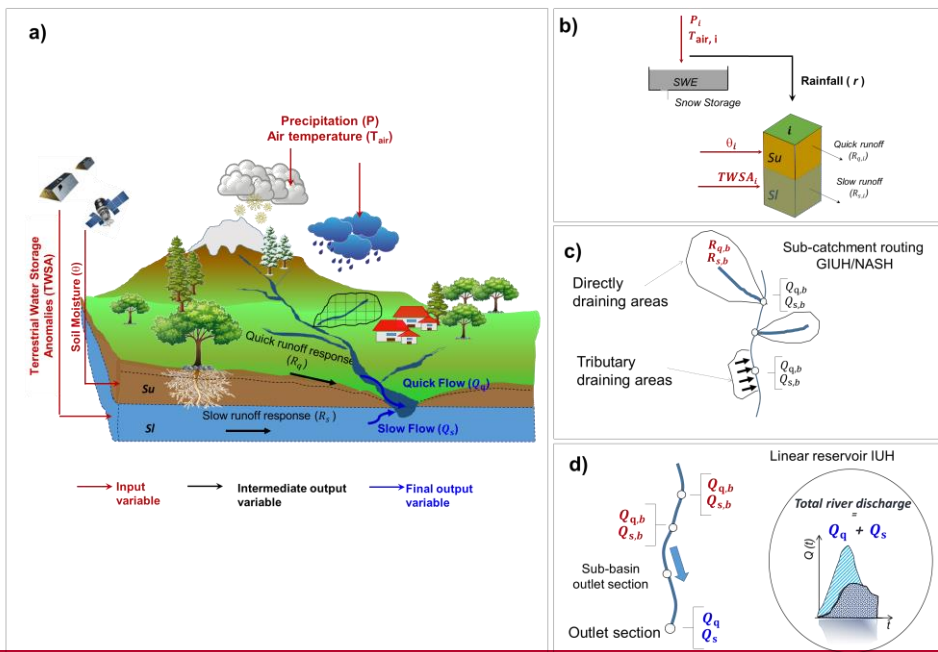 a)
Precipitation (P)
Air temperature (Tair)
Terrestrial Water Storage
Anomalies (TWSA)
Soil Moisture (θ)
Quick runoff response
(Rq)
Su
Quick Flow (Qq)
Slow runoff response (Rs)
Sl
Slow Flow (Qs)
Input
variable
Intermediate output
variable
Final output
variable
b)
Pi
Tair, i
SWE
Snow Storage
Rainfall ( r )
i
θi
Su
Quick runoff
(Rq,i)
TWSAi
Sl
Slow runoff
(Rs,i)
c)
Rq,b
Rs,b
Sub-catchment routing
GIUH/NASH
Directly
draining areas
Qq,b
Qs,b
Tributary
draining areas
Qq,b
Qs,b
d)
Linear reservoir IUH
Qq,b
Qs,b
Qq,b
Qs,b
Sub-basin
outlet section
Outlet section
Qq
Qs
Total river discharge
=
Qq + Qs
Q (t)
t